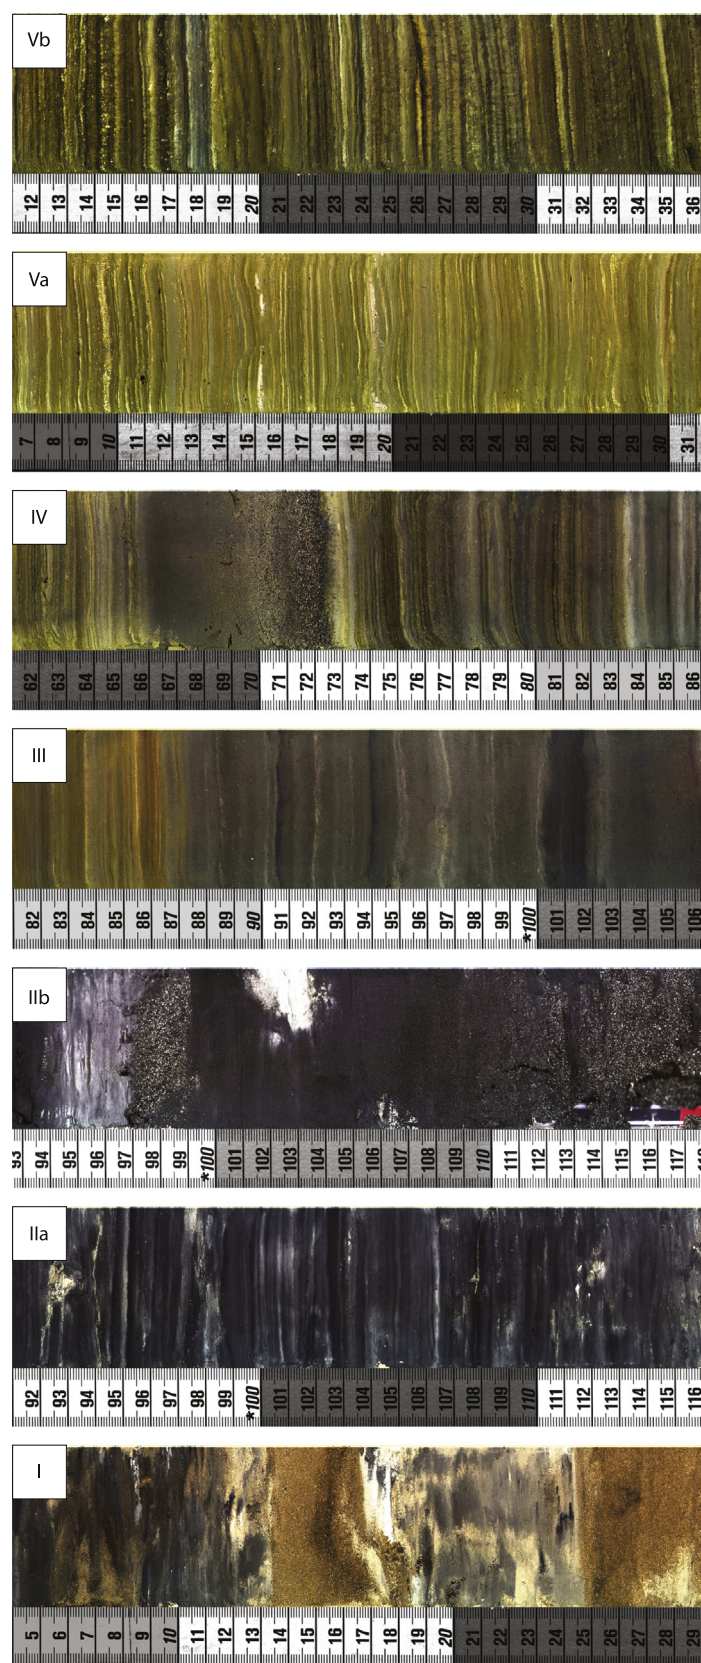 Vb
12 13 14 15 16 17 18 19 20 21 22 23 24 25 26 27 28 29 30 31 32 33 34 35 36
Va
7 8 9 10 11 12 13 14 15 16 17 18 19 20 21 22 23 24 25 26 27 28 29 30 31
IV
62 63 64 65 66 67 68 69 70 71 72 73 74 75 76 77 78 79 80 81 82 83 84 85 86
III
82 83 84 85 86 87 88 89 90 91 92 93 94 95 96 97 98 99 *100 101 102 103 104 105 106
IIb
93 94 95 96 97 98 99 *100 101 102 103 104 105 106 107 108 109 110 111 112 113 114 115 116 117
IIa
92 93 94 95 96 97 98 99 *100 101 102 103 104 105 106 107 108 109 110 111 112 113 114 115 116
I
5 6 7 8 9 10 11 12 13 14 15 16 17 18 19 20 21 22 23 24 25 26 27 28 29